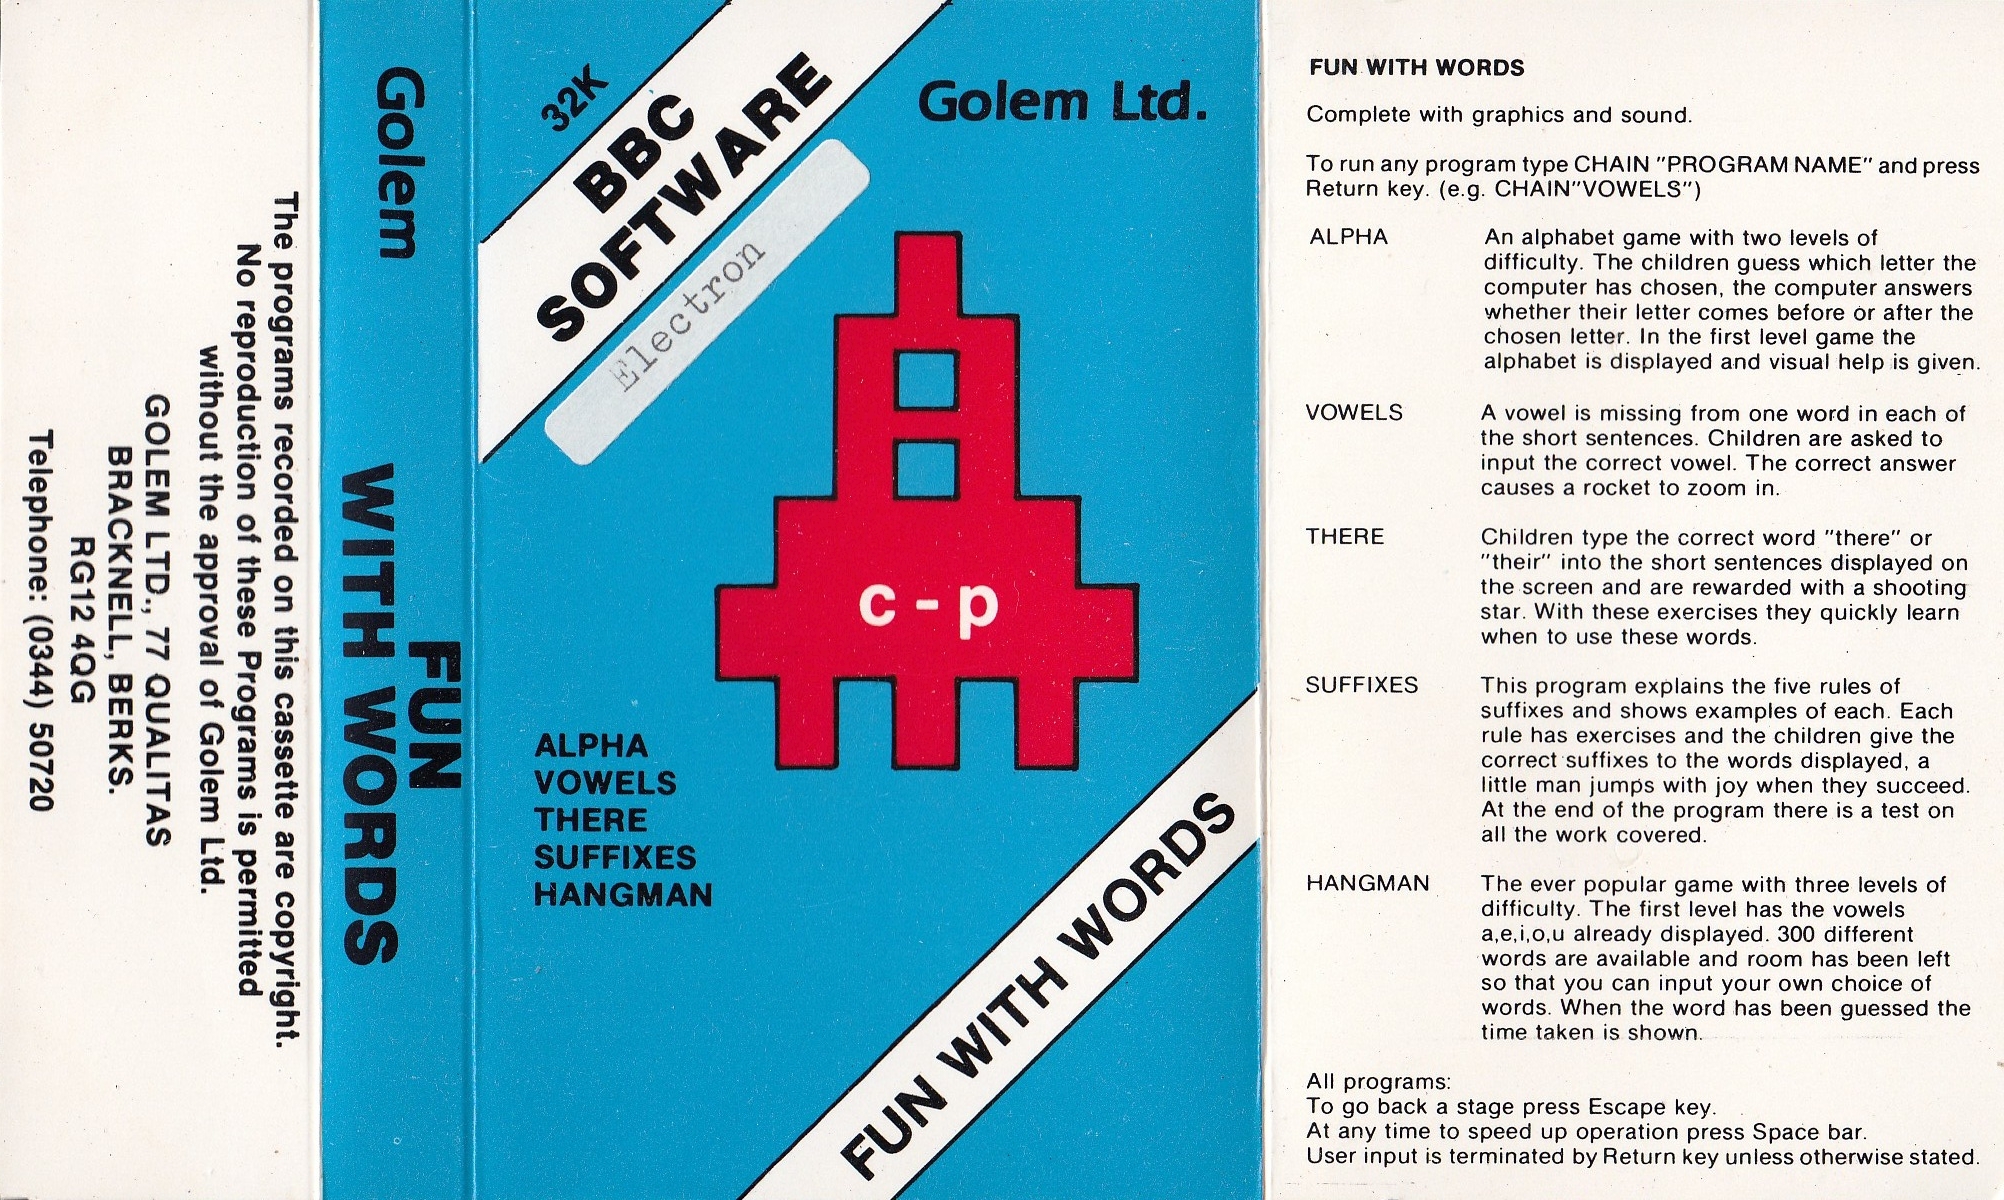 The programs recorded on this cassette are copyright.
No reproduction of these Programs is permitted
without the approval of Golem Ltd.
GOLEM LTD., 77 QUALITAS
BRACKNELL, BERKS.
RG12 4QG
Telephone: (0344) 50720
Golem
FUN
WITH WORDS
32K
BBC
SOFTWARE
Electron
Golem Ltd.
c - p
ALPHA
VOWELS
THERE
SUFFIXES
HANGMAN
FUN WITH WORDS
FUN WITH WORDS
Complete with graphics and sound.
To run any program type CHAIN "PROGRAM NAME" and press
Return key. (e.g. CHAIN"VOWELS")
ALPHA An alphabet game with two levels of
difficulty. The children guess which letter the
computer has chosen, the computer answers
whether their letter comes before or after the
chosen letter. In the first level game the
alphabet is displayed and visual help is given.
VOWELS A vowel is missing from one word in each of
the short sentences. Children are asked to
input the correct vowel. The correct answer
causes a rocket to zoom in.
THERE Children type the correct word "there" or
"their" into the short sentences displayed on
the screen and are rewarded with a shooting
star. With these exercises they quickly learn
when to use these words.
SUFFIXES This program explains the five rules of
suffixes and shows examples of each. Each
rule has exercises and the children give the
correct suffixes to the words displayed, a
little man jumps with joy when they succeed.
At the end of the program there is a test on
all the work covered.
HANGMAN The ever popular game with three levels of
difficulty. The first level has the vowels
a,e,i,o,u already displayed. 300 different
words are available and room has been left
so that you can input your own choice of
words. When the word has been guessed the
time taken is shown.
All programs:
To go back a stage press Escape key.
At any time to speed up operation press Space bar.
User input is terminated by Return key unless otherwise stated.